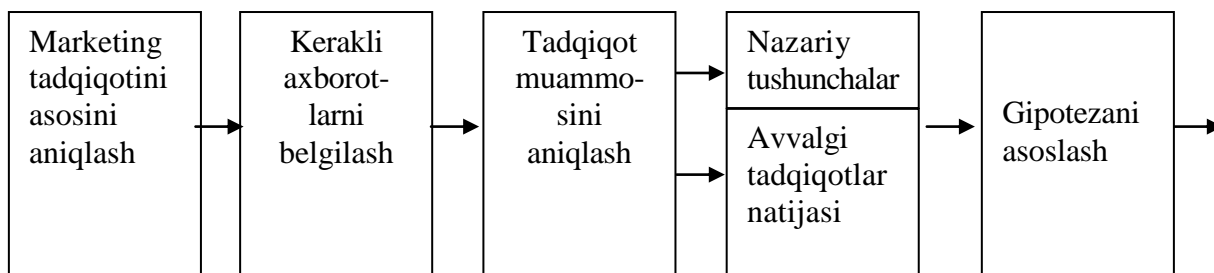 Marketing
tadqiqotini
asosini
aniqlash
Kerakli
axborot-
larni
belgilash
Tadqiqot
muammo-
sini
aniqlash
Nazariy
tushunchalar
Avvalgi
tadqiqotlar
natijasi
Gipotezani
asoslash